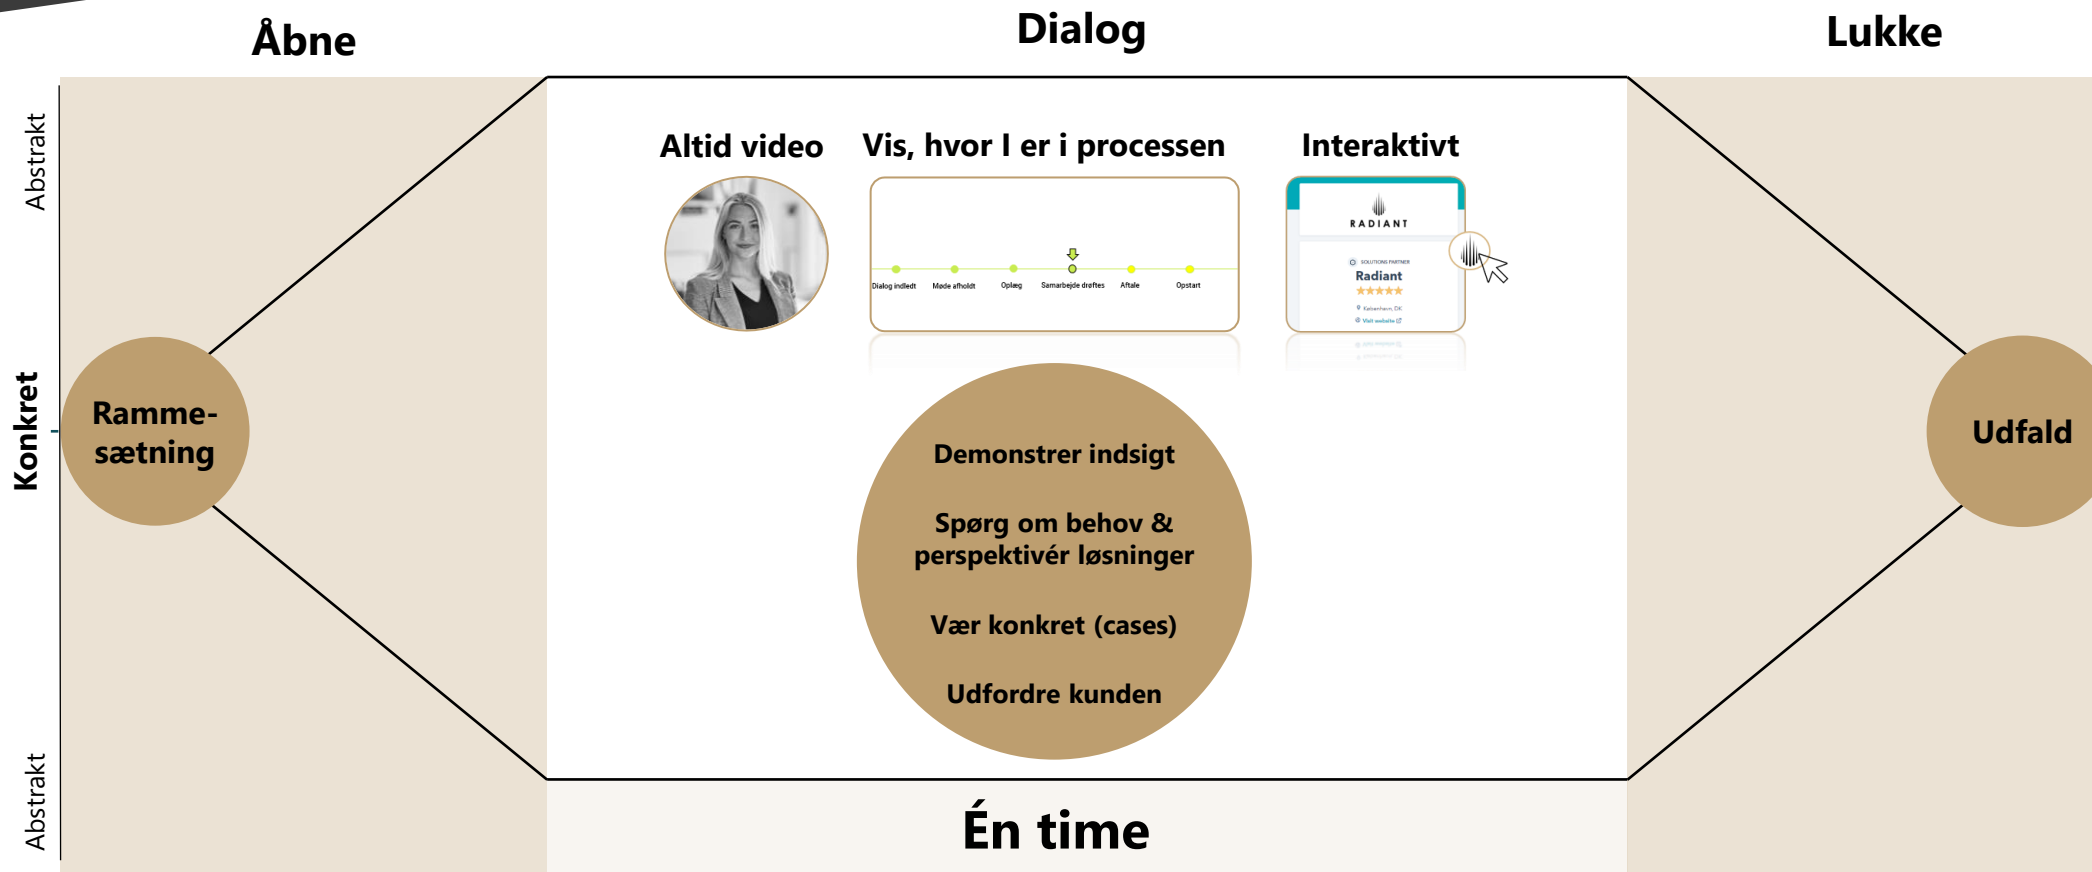 Åbne
Dialog
Lukke
Abstrakt
Konkret
Abstrakt
Ramme-
sætning
Altid video
Vis, hvor I er i processen
Interaktivt
Dialog indledt
Møde afholdt
Oplæg
Samarbejde drøftes
Aftale
Opstart
RADIANT
SOLUTIONS PARTNER
Radiant
København, DK
Visit website
Demonstrer indsigt
Spørg om behov &
perspektivér løsninger
Vær konkret (cases)
Udfordre kunden
Udfald
Én time